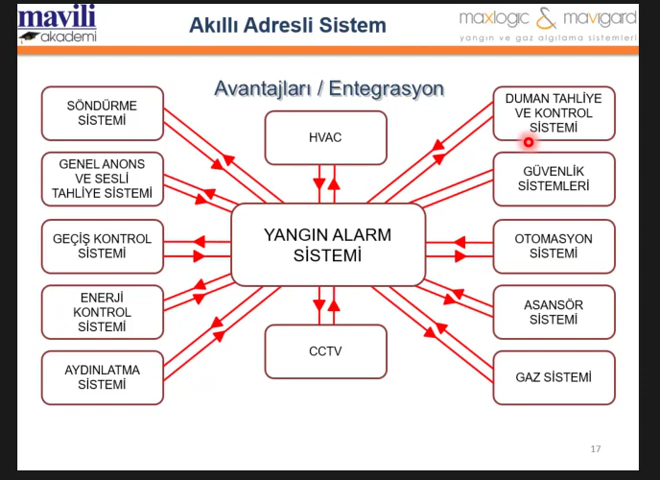 mavili
akademi
Akıllı Adresli Sistem
maxlogic & mavigard
yangın ve gaz algılama sistemleri
Avantajları / Entegrasyon
SÖNDÜRME
SİSTEMİ
HVAC
DUMAN TAHLİYE
VE KONTROL
SİSTEMİ
GENEL ANONS
VE SESLİ
TAHLİYE SİSTEMİ
GÜVENLİK
SİSTEMLERİ
GEÇİŞ KONTROL
SİSTEMİ
YANGIN ALARM
SİSTEMİ
OTOMASYON
SİSTEMİ
ENERJİ
KONTROL
SİSTEMİ
ASANSÖR
SİSTEMİ
AYDINLATMA
SİSTEMİ
CCTV
GAZ SİSTEMİ
17